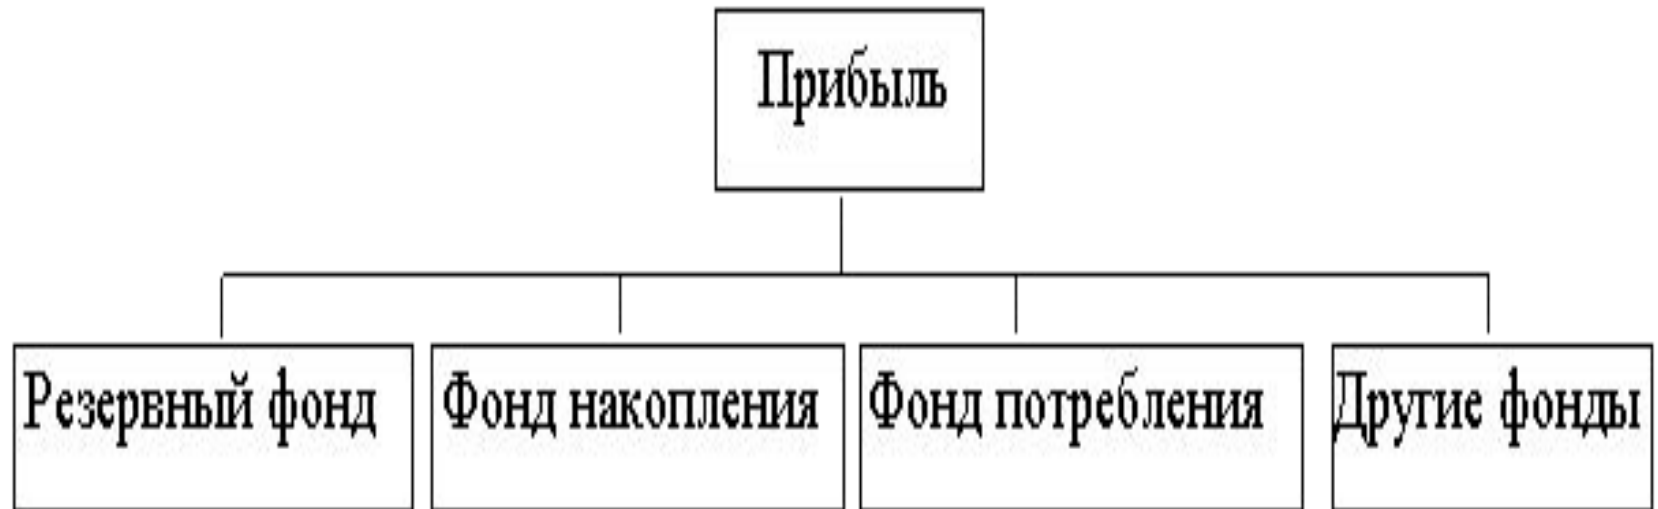 Прибыль
Резервный фонд
Фонд накопления
Фонд потребления
Другие фонды